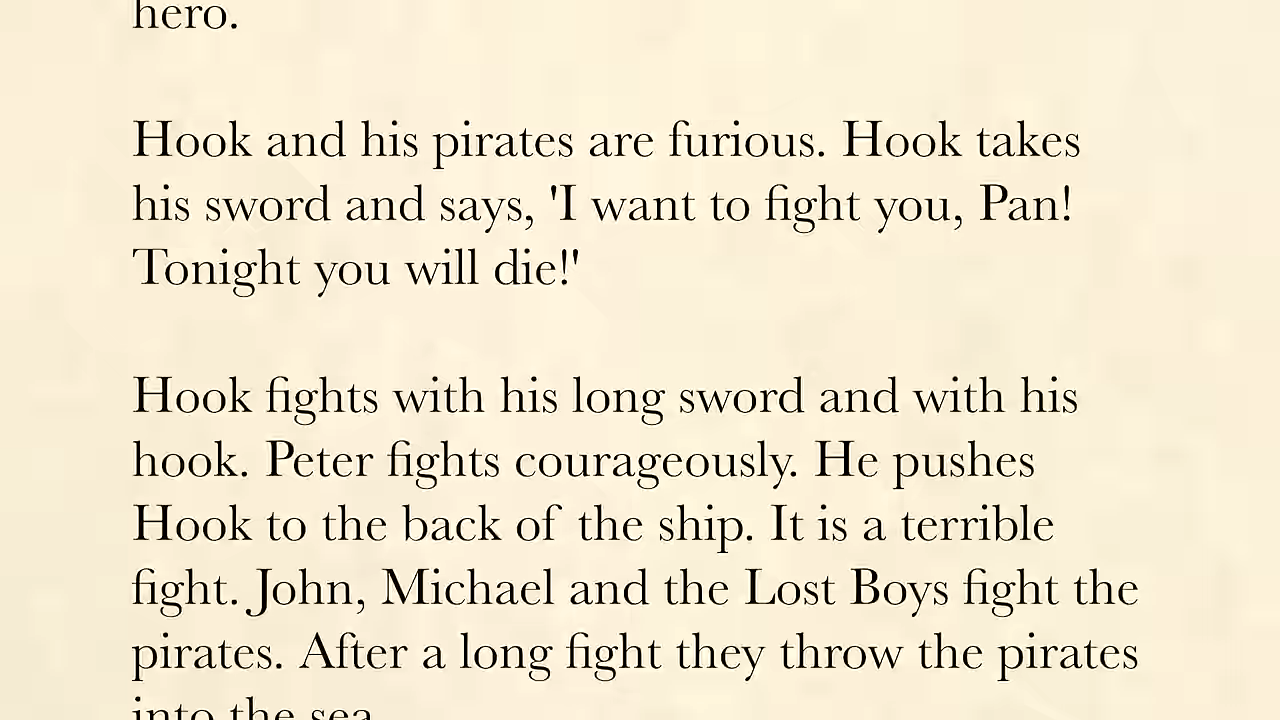 hero.
Hook and his pirates are furious. Hook takes
his sword and says, 'I want to fight you, Pan!
Tonight you will die!'
Hook fights with his long sword and with his
hook. Peter fights courageously. He pushes
Hook to the back of the ship. It is a terrible
fight. John, Michael and the Lost Boys fight the
pirates. After a long fight they throw the pirates
into the sea.